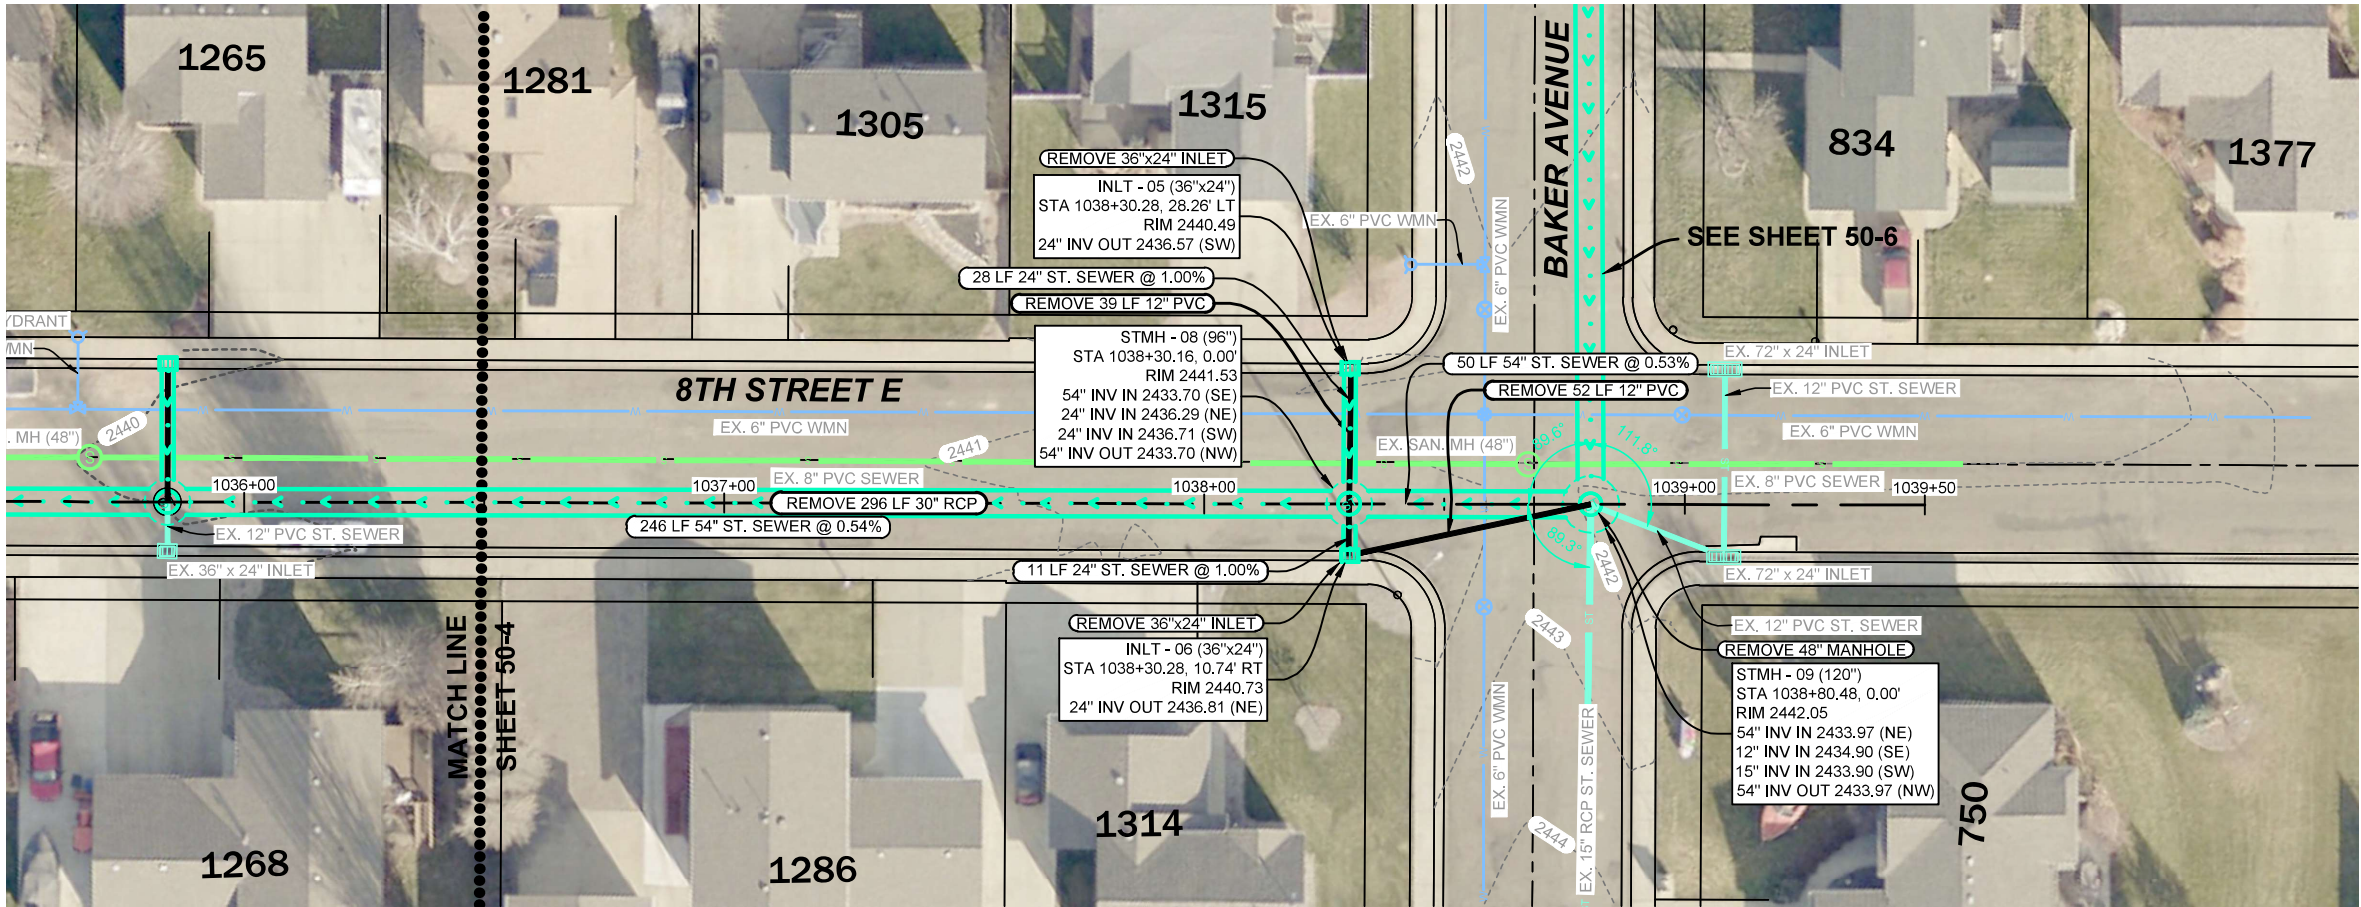 1265
1281
1305
1315
834
1377
BAKER AVENUE
REMOVE 36"x24" INLET
INLT - 05 (36"x24")
STA 1038+30.28, 28.26' LT
RIM 2440.49
24" INV OUT 2436.57 (SW)
28 LF 24" ST. SEWER @ 1.00%
REMOVE 39 LF 12" PVC
STMH - 08 (96")
STA 1038+30.16, 0.00'
RIM 2441.53
54" INV IN 2433.70 (SE)
24" INV IN 2436.29 (NE)
24" INV IN 2436.71 (SW)
54" INV OUT 2433.70 (NW)
2442
EX. 6" PVC WMN
EX. 6" PVC WMN
SEE SHEET 50-6
YDRANT
WMN
8TH STREET E
EX. 6" PVC WMN
50 LF 54" ST. SEWER @ 0.53%
REMOVE 52 LF 12" PVC
EX. 72" x 24" INLET
EX. 12" PVC ST. SEWER
EX. 6" PVC WMN
. MH (48")
2440
2441
EX. SAN. MH (48")
89.6°
111.8°
EX. 8" PVC SEWER
EX. 8" PVC SEWER
1036+00
1037+00
1038+00
1039+00
1039+50
REMOVE 296 LF 30" RCP
246 LF 54" ST. SEWER @ 0.54%
EX. 12" PVC ST. SEWER
EX. 36" x 24" INLET
89.3°
2442
11 LF 24" ST. SEWER @ 1.00%
EX. 72" x 24" INLET
REMOVE 36"x24" INLET
INLT - 06 (36"x24")
STA 1038+30.28, 10.74' RT
RIM 2440.73
24" INV OUT 2436.81 (NE)
2443
EX. 12" PVC ST. SEWER
REMOVE 48" MANHOLE
STMH - 09 (120")
STA 1038+80.48, 0.00'
RIM 2442.05
54" INV IN 2433.97 (NE)
12" INV IN 2434.90 (SE)
15" INV IN 2433.90 (SW)
54" INV OUT 2433.97 (NW)
MATCH LINE
SHEET 50-4
EX. 6" PVC WMN
EX. 15" RCP ST. SEWER
2444
1268
1286
1314
750